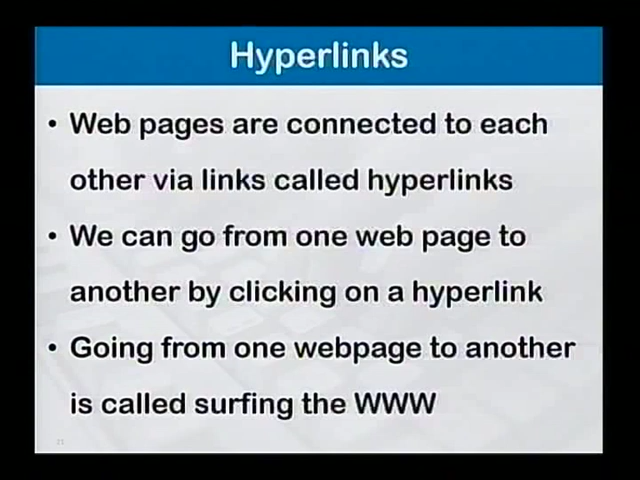 Hyperlinks
• Web pages are connected to each
other via links called hyperlinks
• We can go from one web page to
another by clicking on a hyperlink
• Going from one webpage to another
is called surfing the WWW